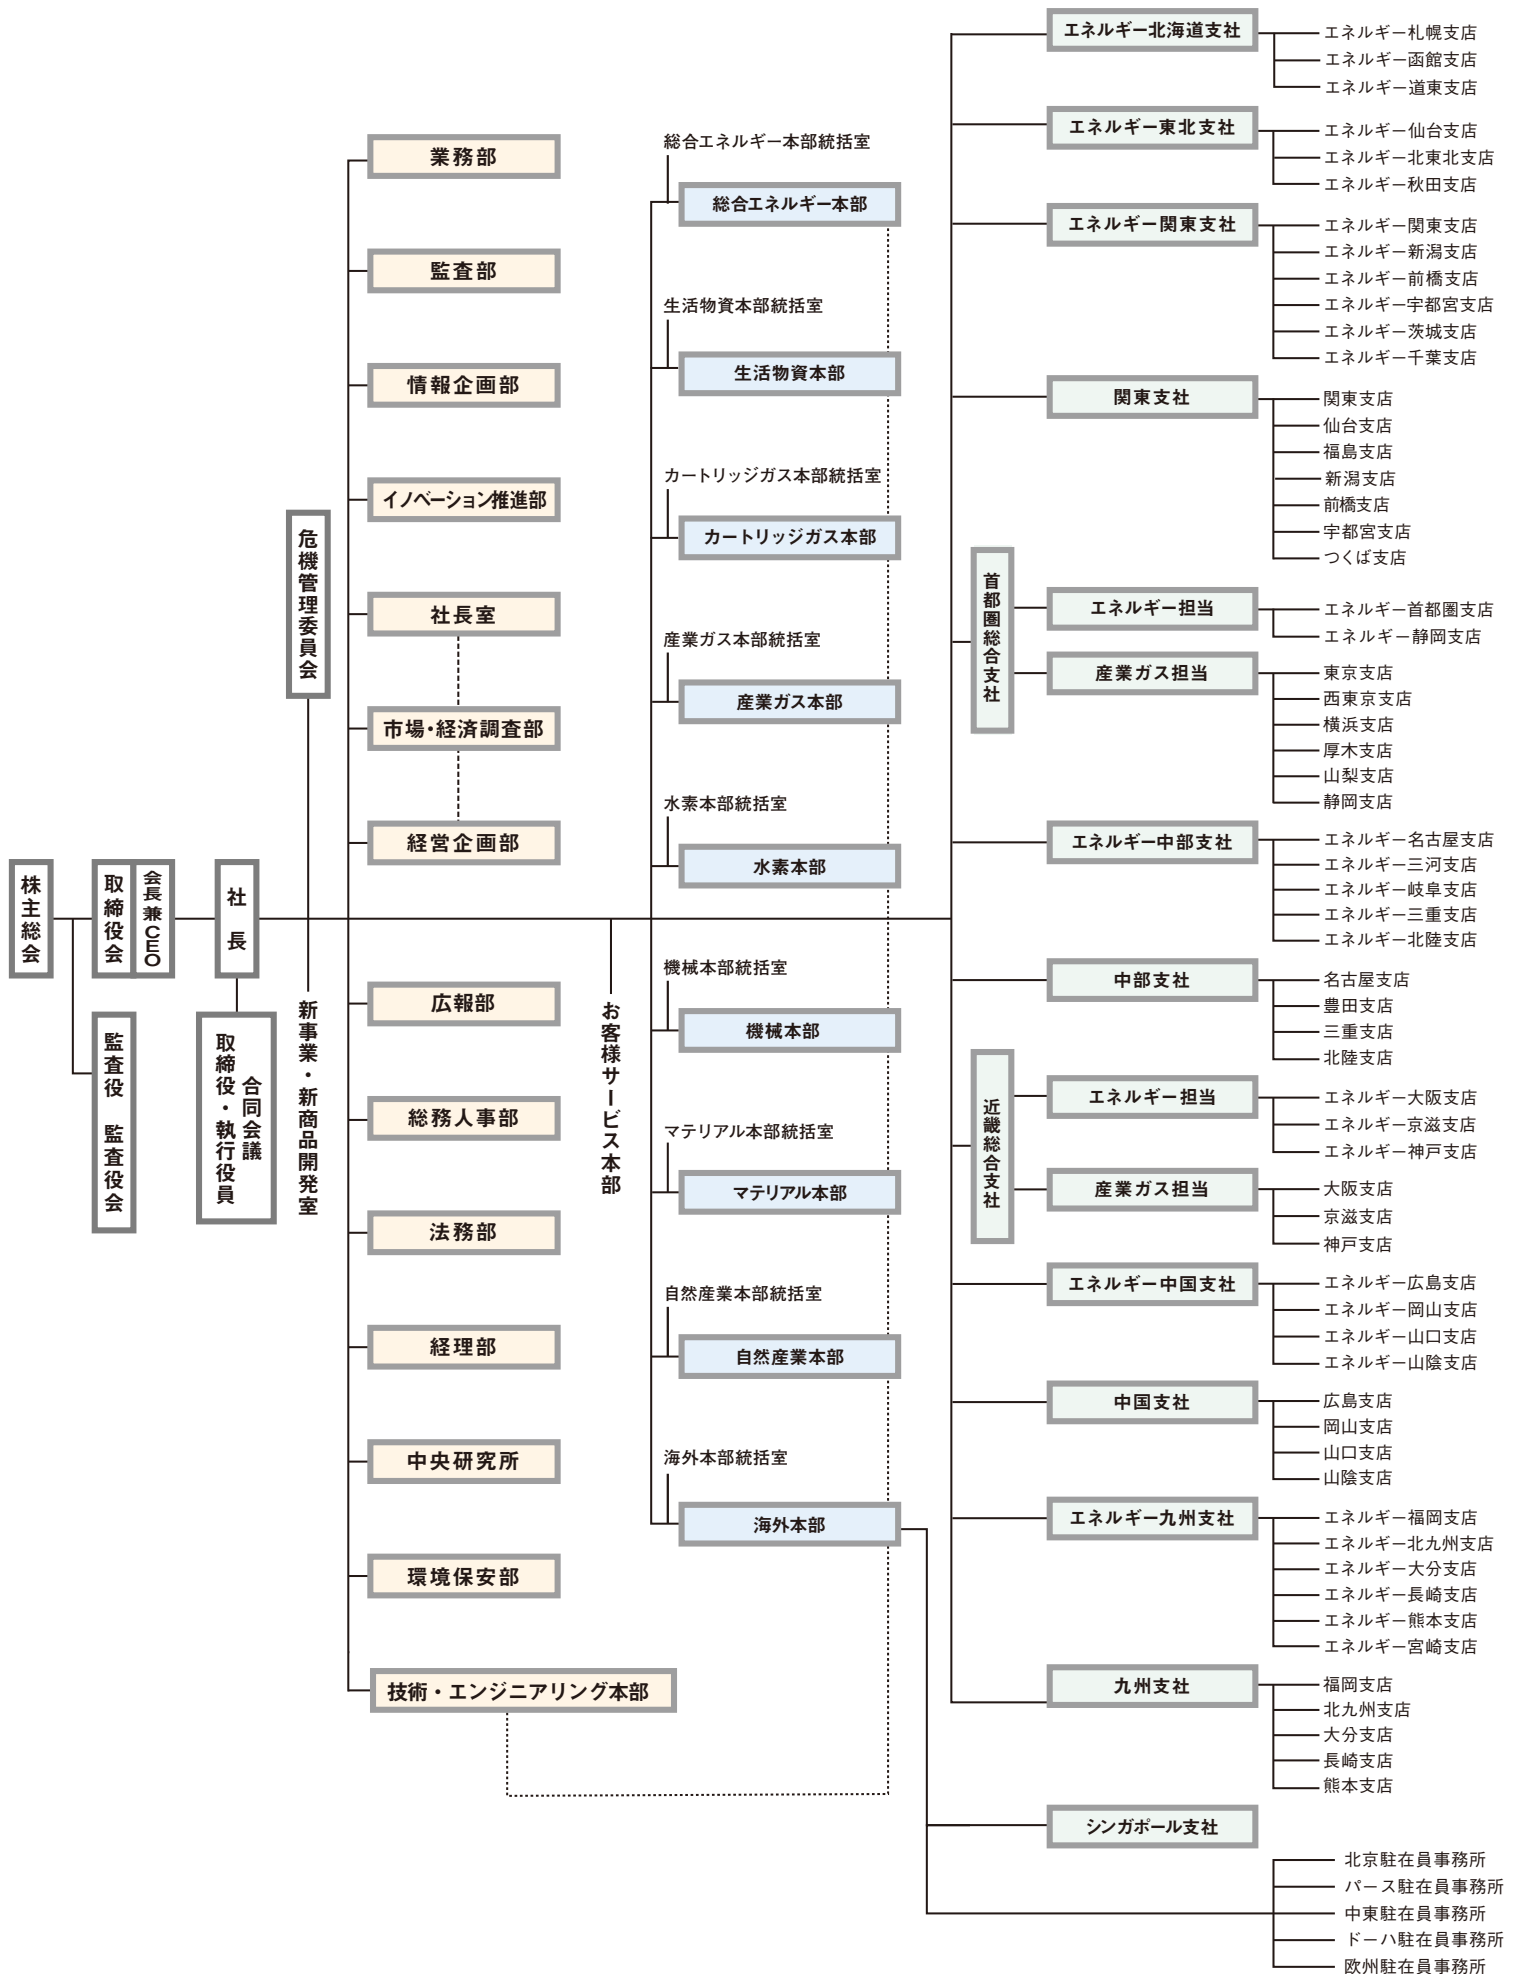 株主総会
取締役会
会長兼CEO
社長
監査役 監査役会
取締役・執行役員
合同会議
危機管理委員会
新事業・新商品開発室
業務部
監査部
情報企画部
イノベーション推進部
社長室
市場・経済調査部
経営企画部
広報部
総務人事部
法務部
経理部
中央研究所
環境保安部
技術・エンジニアリング本部
お客様サービス本部
総合エネルギー本部統括室
総合エネルギー本部
生活物資本部統括室
生活物資本部
カートリッジガス本部統括室
カートリッジガス本部
産業ガス本部統括室
産業ガス本部
水素本部統括室
水素本部
機械本部統括室
機械本部
マテリアル本部統括室
マテリアル本部
自然産業本部統括室
自然産業本部
海外本部統括室
海外本部
エネルギー北海道支社
エネルギー札幌支店
エネルギー函館支店
エネルギー道東支店
エネルギー東北支社
エネルギー仙台支店
エネルギー北東北支店
エネルギー秋田支店
エネルギー関東支社
エネルギー関東支店
エネルギー新潟支店
エネルギー前橋支店
エネルギー宇都宮支店
エネルギー茨城支店
エネルギー千葉支店
関東支社
関東支店
仙台支店
福島支店
新潟支店
前橋支店
宇都宮支店
つくば支店
首都圏総合支社
エネルギー担当
エネルギー首都圏支店
エネルギー静岡支店
産業ガス担当
東京支店
西東京支店
横浜支店
厚木支店
山梨支店
静岡支店
エネルギー中部支社
エネルギー名古屋支店
エネルギー三河支店
エネルギー岐阜支店
エネルギー三重支店
エネルギー北陸支店
中部支社
名古屋支店
豊田支店
三重支店
北陸支店
近畿総合支社
エネルギー担当
エネルギー大阪支店
エネルギー京滋支店
エネルギー神戸支店
産業ガス担当
大阪支店
京滋支店
神戸支店
エネルギー中国支社
エネルギー広島支店
エネルギー岡山支店
エネルギー山口支店
エネルギー山陰支店
中国支社
広島支店
岡山支店
山口支店
山陰支店
エネルギー九州支社
エネルギー福岡支店
エネルギー北九州支店
エネルギー大分支店
エネルギー長崎支店
エネルギー熊本支店
エネルギー宮崎支店
九州支社
福岡支店
北九州支店
大分支店
長崎支店
熊本支店
シンガポール支社
北京駐在員事務所
パース駐在員事務所
中東駐在員事務所
ドーハ駐在員事務所
欧州駐在員事務所